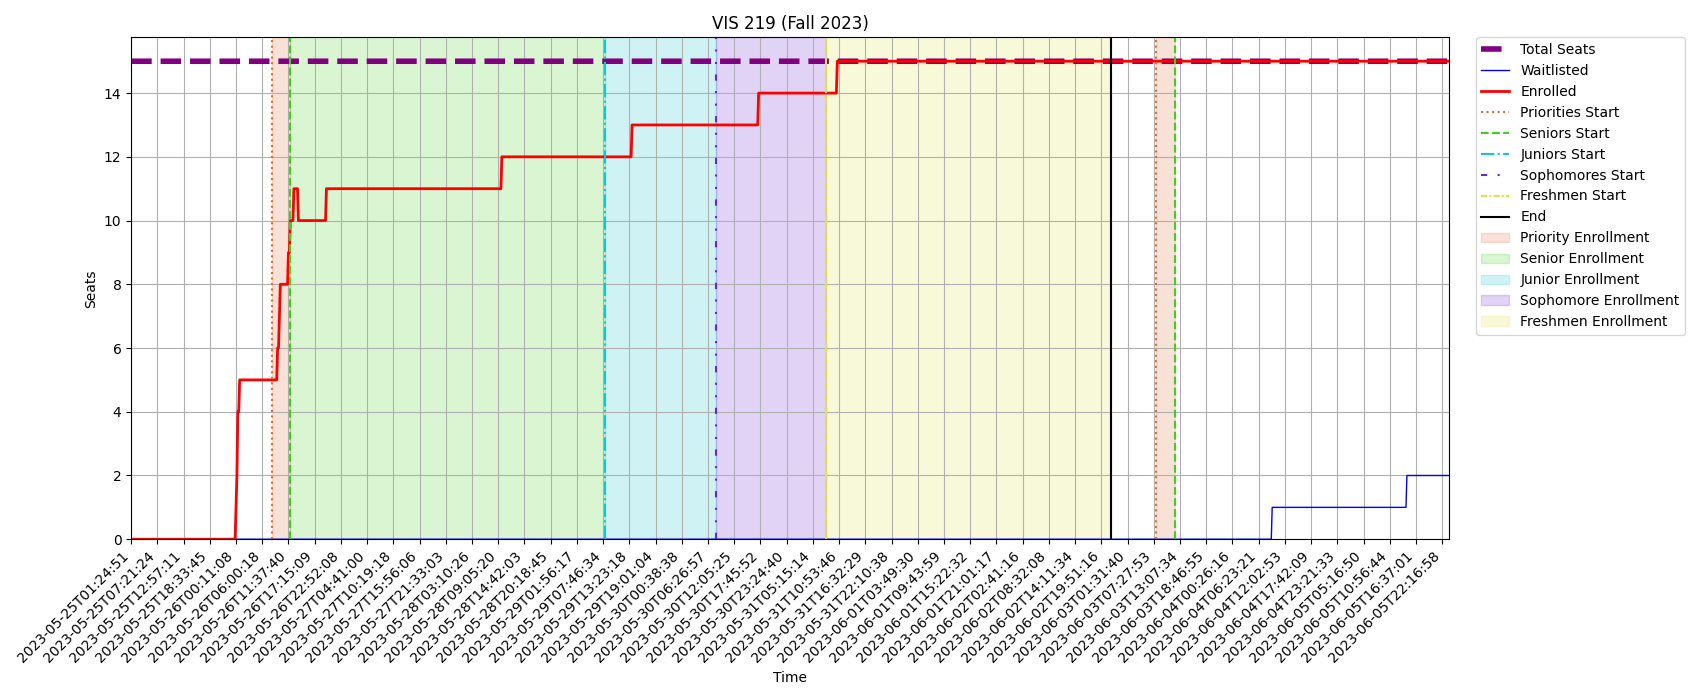 VIS 219 (Fall 2023)
Seats
14
12
10
8
6
4
2
0
2023-05-25T01:24:51
2023-05-25T07:21:24
2023-05-25T12:57:11
2023-05-25T18:33:45
2023-05-26T00:11:08
2023-05-26T06:00:18
2023-05-26T11:37:40
2023-05-26T17:15:09
2023-05-26T22:52:08
2023-05-27T04:41:00
2023-05-27T10:19:18
2023-05-27T15:56:06
2023-05-27T21:33:03
2023-05-28T03:10:26
2023-05-28T09:05:20
2023-05-28T14:42:03
2023-05-28T20:18:45
2023-05-29T01:56:17
2023-05-29T07:46:34
2023-05-29T13:23:18
2023-05-29T19:01:04
2023-05-30T00:38:38
2023-05-30T06:26:57
2023-05-30T12:05:25
2023-05-30T17:45:52
2023-05-30T23:24:40
2023-05-31T05:15:14
2023-05-31T10:53:46
2023-05-31T16:32:29
2023-05-31T22:10:38
2023-06-01T03:49:30
2023-06-01T09:43:59
2023-06-01T15:22:32
2023-06-01T21:01:17
2023-06-02T02:41:16
2023-06-02T08:32:08
2023-06-02T14:11:34
2023-06-02T19:51:16
2023-06-03T01:31:40
2023-06-03T07:27:53
2023-06-03T13:07:34
2023-06-03T18:46:55
2023-06-04T00:26:16
2023-06-04T06:23:21
2023-06-04T12:02:53
2023-06-04T17:42:09
2023-06-04T23:21:33
2023-06-05T05:16:50
2023-06-05T10:56:44
2023-06-05T16:37:01
2023-06-05T22:16:58
Time
Total Seats
Waitlisted
Enrolled
Priorities Start
Seniors Start
Juniors Start
Sophomores Start
Freshmen Start
End
Priority Enrollment
Senior Enrollment
Junior Enrollment
Sophomore Enrollment
Freshmen Enrollment